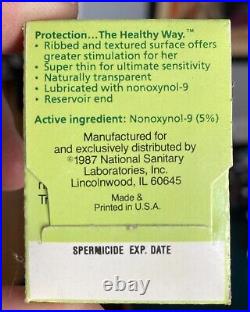 Protection...The Healthy Way.™
• Ribbed and textured surface offers
greater stimulation for her
• Super thin for ultimate sensitivity
• Naturally transparent
• Lubricated with nonoxynol-9
• Reservoir end
Active ingredient: Nonoxynol-9 (5%)
Manufactured for
and exclusively distributed by
©1987 National Sanitary
Laboratories, Inc.
Lincolnwood, IL 60645
Made &
Printed in U.S.A.
Tr
SPERMICIDE EXP. DATE